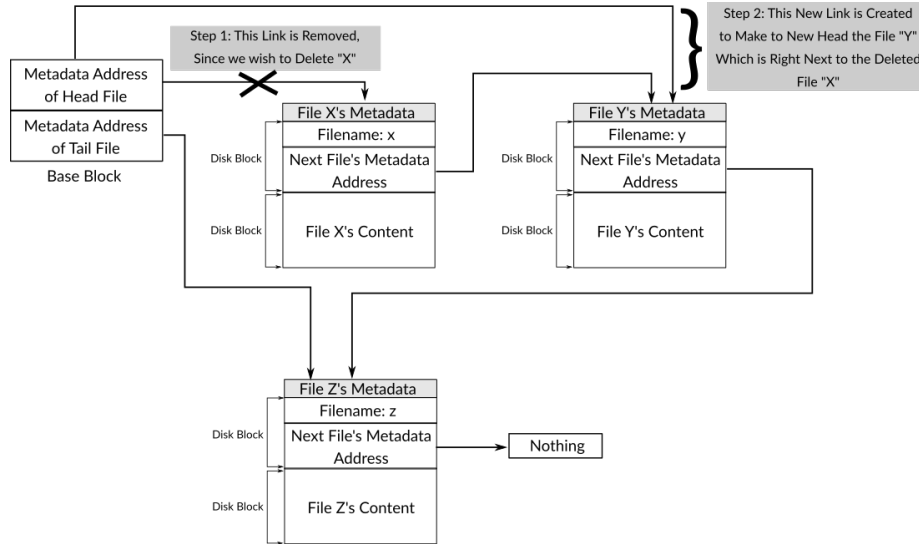 Step 1: This Link is Removed,
Since we wish to Delete "X"
Step 2: This New Link is Created
to Make to New Head the File "Y"
Which is Right Next to the Deleted
File "X"
Metadata Address
of Head File
Metadata Address
of Tail File
Base Block
File X's Metadata
Filename: x
Disk Block
Next File's Metadata
Address
Disk Block
File X's Content
File Y's Metadata
Filename: y
Disk Block
Next File's Metadata
Address
Disk Block
File Y's Content
File Z's Metadata
Filename: z
Disk Block
Next File's Metadata
Address
Nothing
Disk Block
File Z's Content